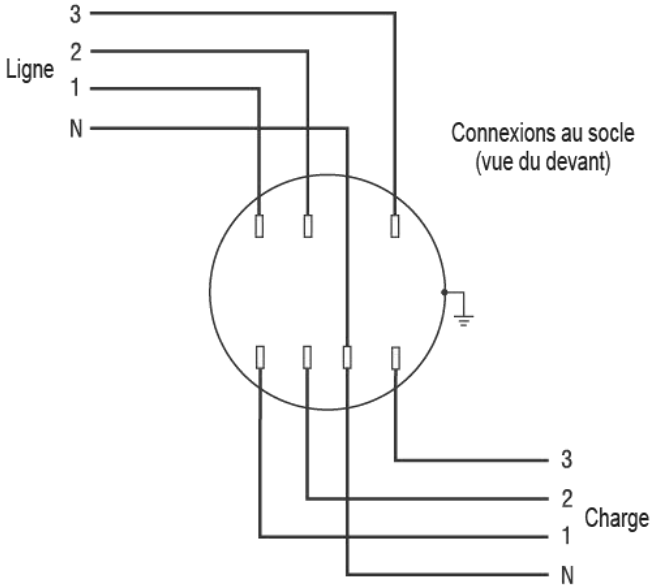 3
2
Ligne
1
N
Connexions au socle
(vue du devant)
3
2
Charge
1
N